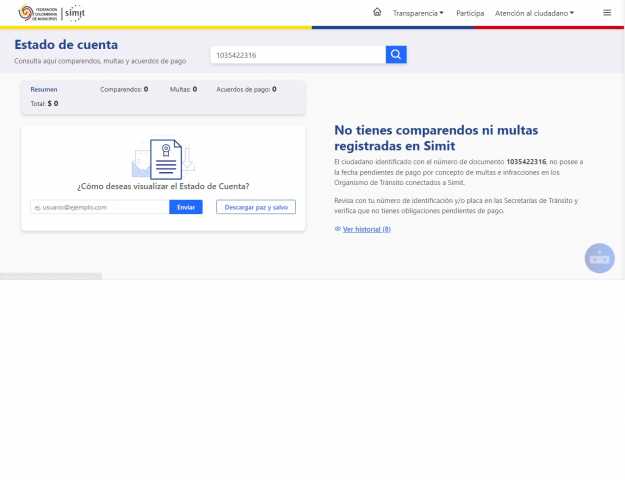 FEDERACIÓN
COLOMBIANA
DE MUNICIPIOS
simit
Transparencia
Participa
Atención al ciudadano
Estado de cuenta
Consulta aquí comparendos, multas y acuerdos de pago
1035422316
Resumen
Comparendos: 0
Multas: 0
Acuerdos de pago: 0
Total: $ 0
¿Cómo deseas visualizar el Estado de Cuenta?
ej. usuario@ejemplo.com
Enviar
Descargar paz y salvo
No tienes comparendos ni multas
registradas en Simit
El ciudadano identificado con el número de documento 1035422316, no posee a
la fecha pendientes de pago por concepto de multas e infracciones en los
Organismo de Tránsito conectados a Simit.
Revisa con tu número de identificación y/o placa en las Secretarías de Tránsito y
verifica que no tienes obligaciones pendientes de pago.
Ver historial (8)